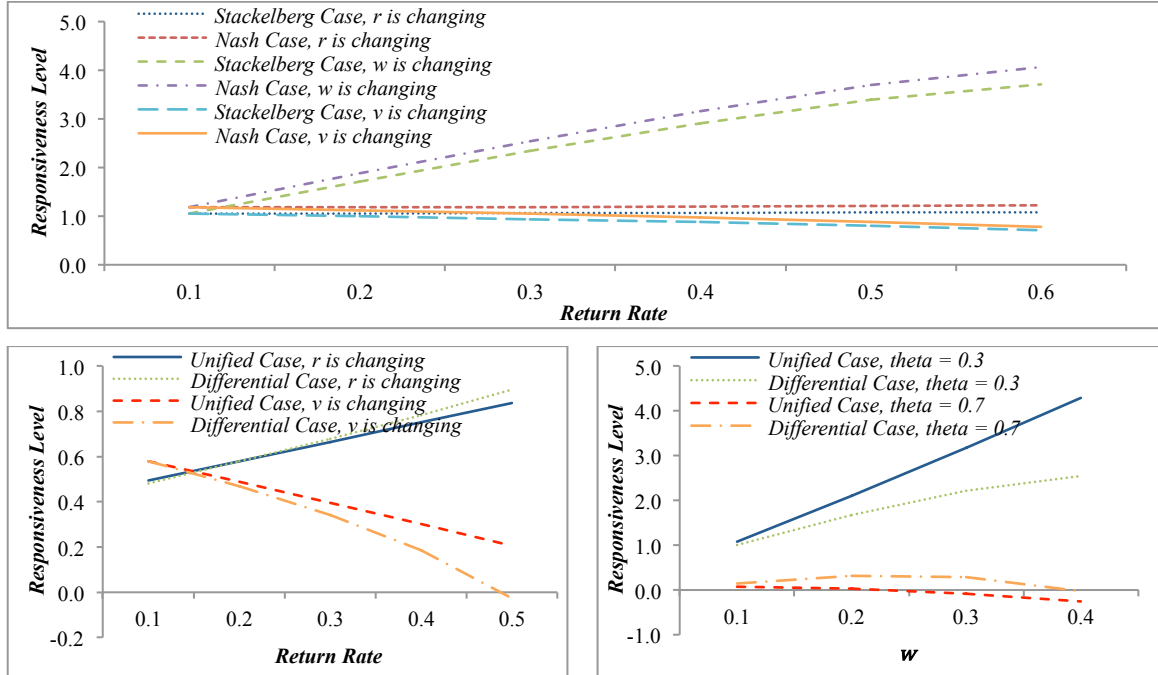 5.0
4.0
3.0
2.0
1.0
0.0
Responsiveness Level
Stackelberg Case, r is changing
Nash Case, r is changing
Stackelberg Case, w is changing
Nash Case, w is changing
Stackelberg Case, v is changing
Nash Case, v is changing
0.1 0.2 0.3 0.4 0.5 0.6
Return Rate
1.0
0.8
0.6
0.4
0.2
0.0
-0.2
Responsiveness Level
Unified Case, r is changing
Differential Case, r is changing
Unified Case, v is changing
Differential Case, v is changing
0.1 0.2 0.3 0.4 0.5
Return Rate
5.0
4.0
3.0
2.0
1.0
0.0
-1.0
Responsiveness Level
Unified Case, theta = 0.3
Differential Case, theta = 0.3
Unified Case, theta = 0.7
Differential Case, theta = 0.7
0.1 0.2 0.3 0.4
w